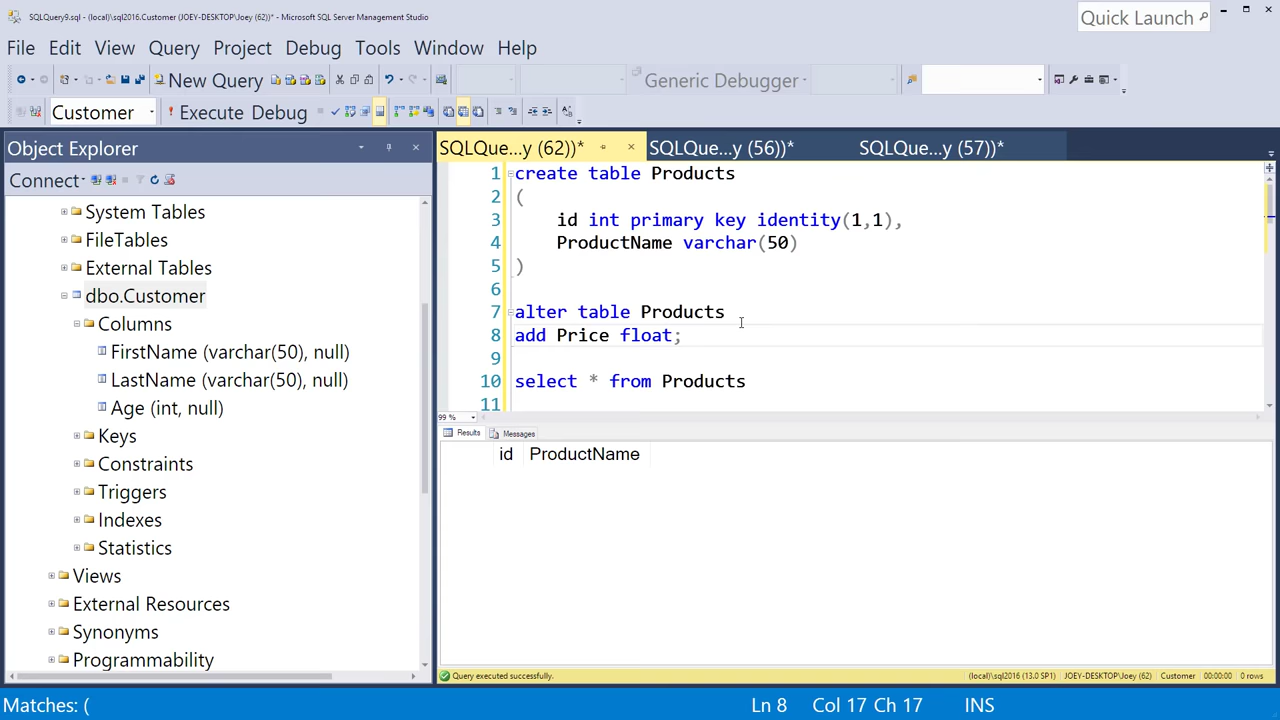 SQLQuery9.sql - (local)\sql2016.Customer (JOEY-DESKTOP\Joey (62))* - Microsoft SQL Server Management Studio
Quick Launch
File Edit View Query Project Debug Tools Window Help
New Query
Generic Debugger
Customer
Execute Debug
Object Explorer
SQLQue...y (62))*
SQLQue...y (56))*
SQLQue...y (57))*
Connect
System Tables
FileTables
External Tables
dbo.Customer
Columns
FirstName (varchar(50), null)
LastName (varchar(50), null)
Age (int, null)
Keys
Constraints
Triggers
Indexes
Statistics
Views
External Resources
Synonyms
Programmability
1 create table Products
2 (
3 id int primary key identity(1,1),
4 ProductName varchar(50)
5 )
6
7 alter table Products
8 add Price float;
9
10 select * from Products
11
99 %
Results Messages
id ProductName
Query executed successfully.
(local)\sql2016 (13.0 SP1) JOEY-DESKTOP\Joey (62) Customer 00:00:00 0 rows
Matches: (
Ln 8 Col 17 Ch 17 INS